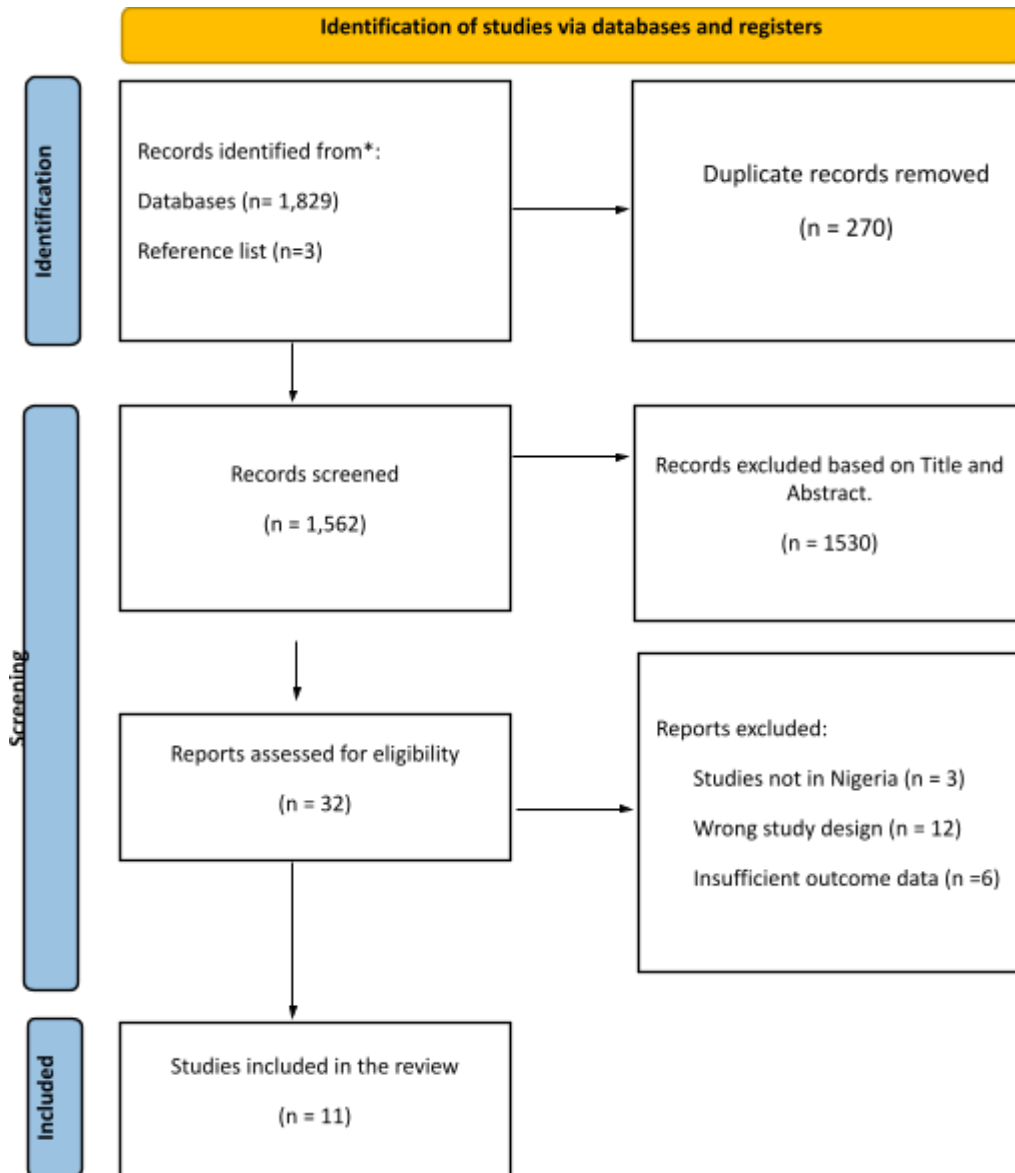 Identification of studies via databases and registers
Identification
Records identified from*:
Databases (n= 1,829)
Reference list (n=3)
Duplicate records removed
(n = 270)
Screening
Records screened
(n = 1,562)
Records excluded based on Title and
Abstract.
(n = 1530)
Reports assessed for eligibility
(n = 32)
Reports excluded:
Studies not in Nigeria (n = 3)
Wrong study design (n = 12)
Insufficient outcome data (n =6)
Included
Studies included in the review
(n = 11)